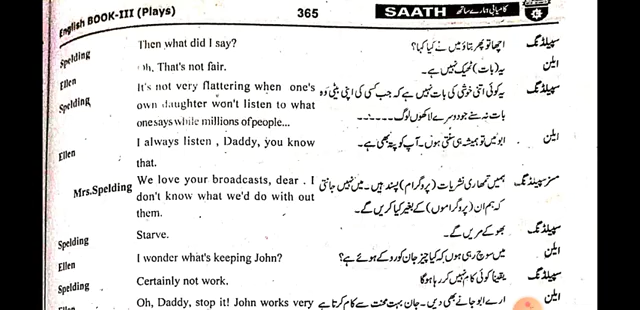 English BOOK-III (Plays) 365 SAATH کامیابی ہمارے ساتھ
Spelding Then what did I say? اچھا تو پھر بتاؤ میں نے کیا کہا؟ سپیلڈنگ
Ellen Oh, That's not fair. یہ (بات) ٹھیک نہیں ہے۔ ایلن
Spelding It's not very flattering when one's یہ کوئی اتنی خوشی کی بات نہیں ہے کہ جب کسی کی اپنی بیٹی سپیلڈنگ
own daughter won't listen to what بات نہ سنے جو دوسرے لاکھوں لوگ۔۔۔۔۔۔
one says while millions of people...
Ellen I always listen , Daddy, you know ابو میں تو ہمیشہ ہی سنتی ہوں۔ آپ کو پتہ بھی ہے۔ ایلن
that.
Mrs.Spelding We love your broadcasts, dear . I ہمیں تمھاری نشریات (پروگرام) پسند ہیں۔ میں نہیں جانتی مسز سپیلڈنگ
don't know what we'd do with out کہ ہم ان (پروگراموں) کے بغیر کیا کریں گے۔
them.
Spelding Starve. بھوکے مریں گے۔ سپیلڈنگ
Ellen I wonder what's keeping John? میں سوچ رہی ہوں کہ کیا چیز جان کو روکے ہوئے ہے؟ ایلن
Spelding Certainly not work. یقیناً کوئی کام نہیں کر رہا ہوگا سپیلڈنگ
Ellen Oh, Daddy, stop it! John works very ارے ابو جانے بھی دیں۔ جان بہت محنت سے کام کرتا ہے ایلن